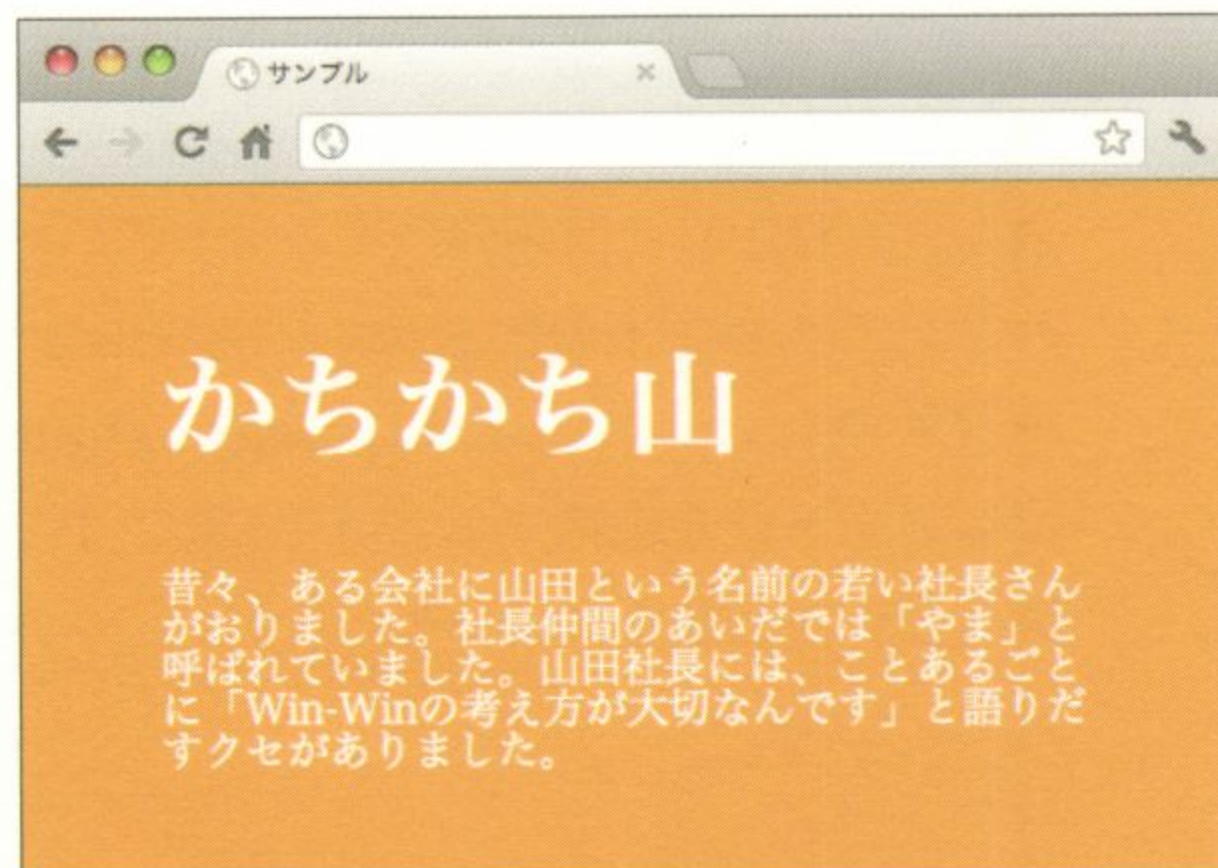 サンプル
かちかち山
昔々、ある会社に山田という名前の若い社長さん
がおりました。社長仲間のあいだでは「やま」と
呼ばれていました。山田社長には、ことあるごと
に「Win-Winの考え方が大切なんです」と語りだ
すクセがありました。